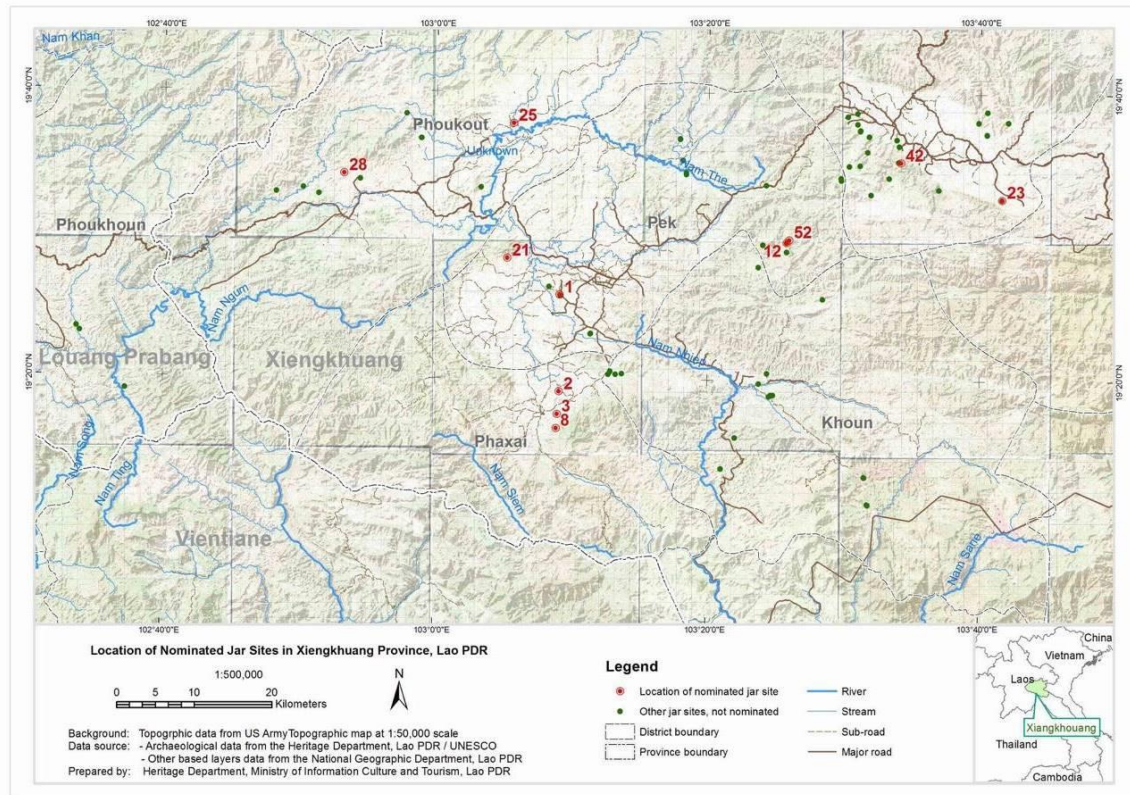 102°40'0"E
103°0'0"E
103°20'0"E
103°40'0"E
Nam Khan
19°40'0"N
19°40'0"N
25
Phoukout
Unknown
28
Nam The
42
23
Phoukhoun
Pek
52
12
21
1
Nam Ngum
Louang Prabang
Xiengkhuang
Nam Ngiep
19°20'0"N
19°20'0"N
2
3
8
Khoun
Phaxai
Nam Song
Nam Ting
Nam Siem
Vientiane
Nam Sane
102°40'0"E
103°0'0"E
103°20'0"E
103°40'0"E
Location of Nominated Jar Sites in Xiengkhuang Province, Lao PDR
1:500,000
N
0 5 10 20
Kilometers
Background: Topogrphic data from US ArmyTopographic map at 1:50,000 scale
Data source: - Archaeological data from the Heritage Department, Lao PDR / UNESCO
- Other based layers data from the National Geographic Department, Lao PDR
Prepared by: Heritage Department, Ministry of Information Culture and Tourism, Lao PDR
Legend
Location of nominated jar site
Other jar sites, not nominated
District boundary
Province boundary
River
Stream
Sub-road
Major road
China
Vietnam
Laos
Xiangkhouang
Thailand
Cambodia